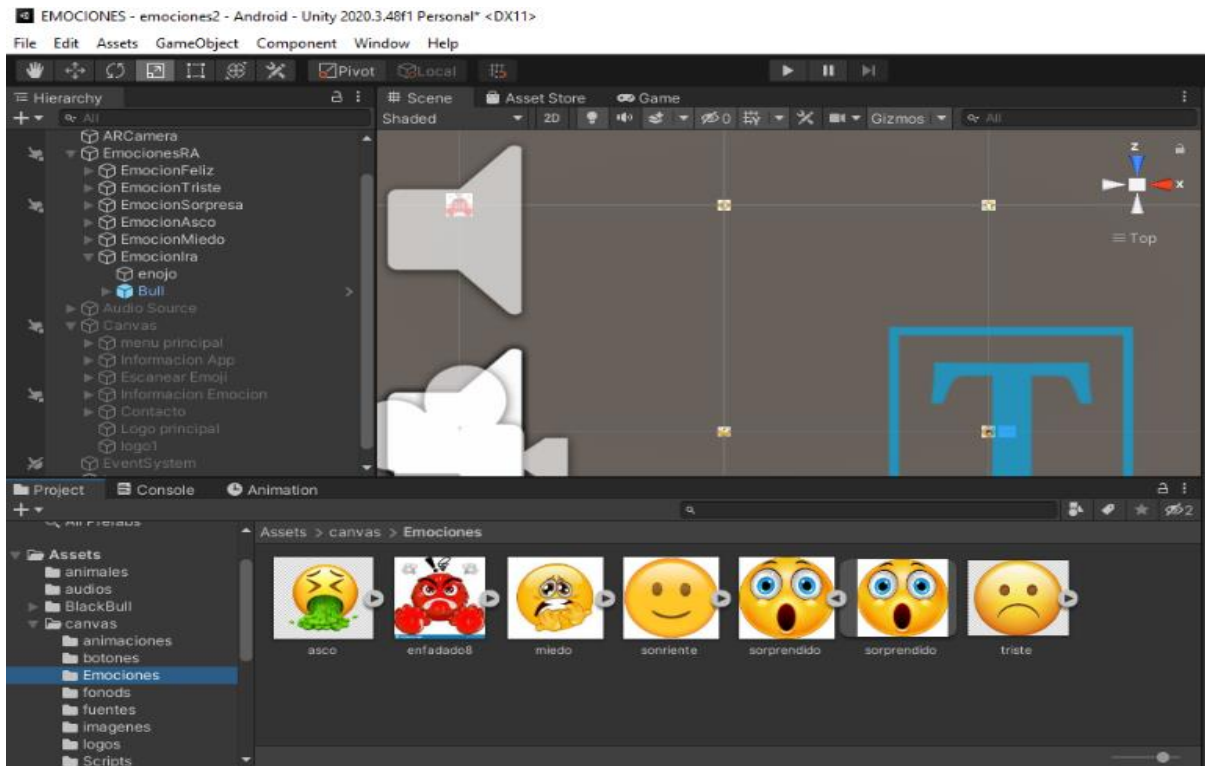 EMOCIONES - emociones2 - Android - Unity 2020.3.48f1 Personal* <DX11>
File Edit Assets GameObject Component Window Help
Pivot Local
Hierarchy
Scene Asset Store Game
All
Shaded 2D 0 Gizmos All
ARCamera
EmocionesRA
EmocionFeliz
EmocionTriste
EmocionSorpresa
EmocionAsco
EmocionMiedo
EmocionIra
enojo
Bull
Audio Source
Canvas
menu principal
Informacion App
Escanear Emoji
Informacion Emocion
Contacto
Logo principal
logo1
EventSystem
z
x
Top
T
Project Console Animation
2
All Prefabs
Assets > canvas > Emociones
Assets
animales
audios
BlackBull
canvas
animaciones
botones
Emociones
fonods
fuentes
imagenes
logos
Scripts
asco enfadado8 miedo sonriente sorprendido sorprendido triste